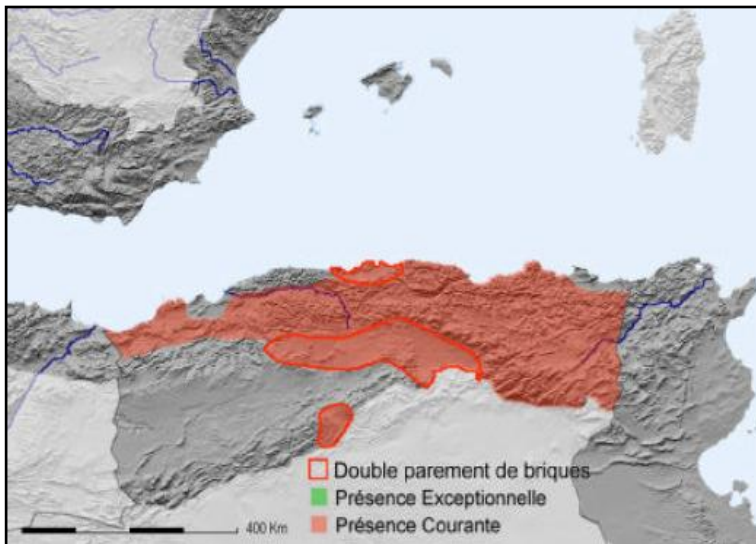 Double parement de briques
Présence Exceptionnelle
Présence Courante
400 Km